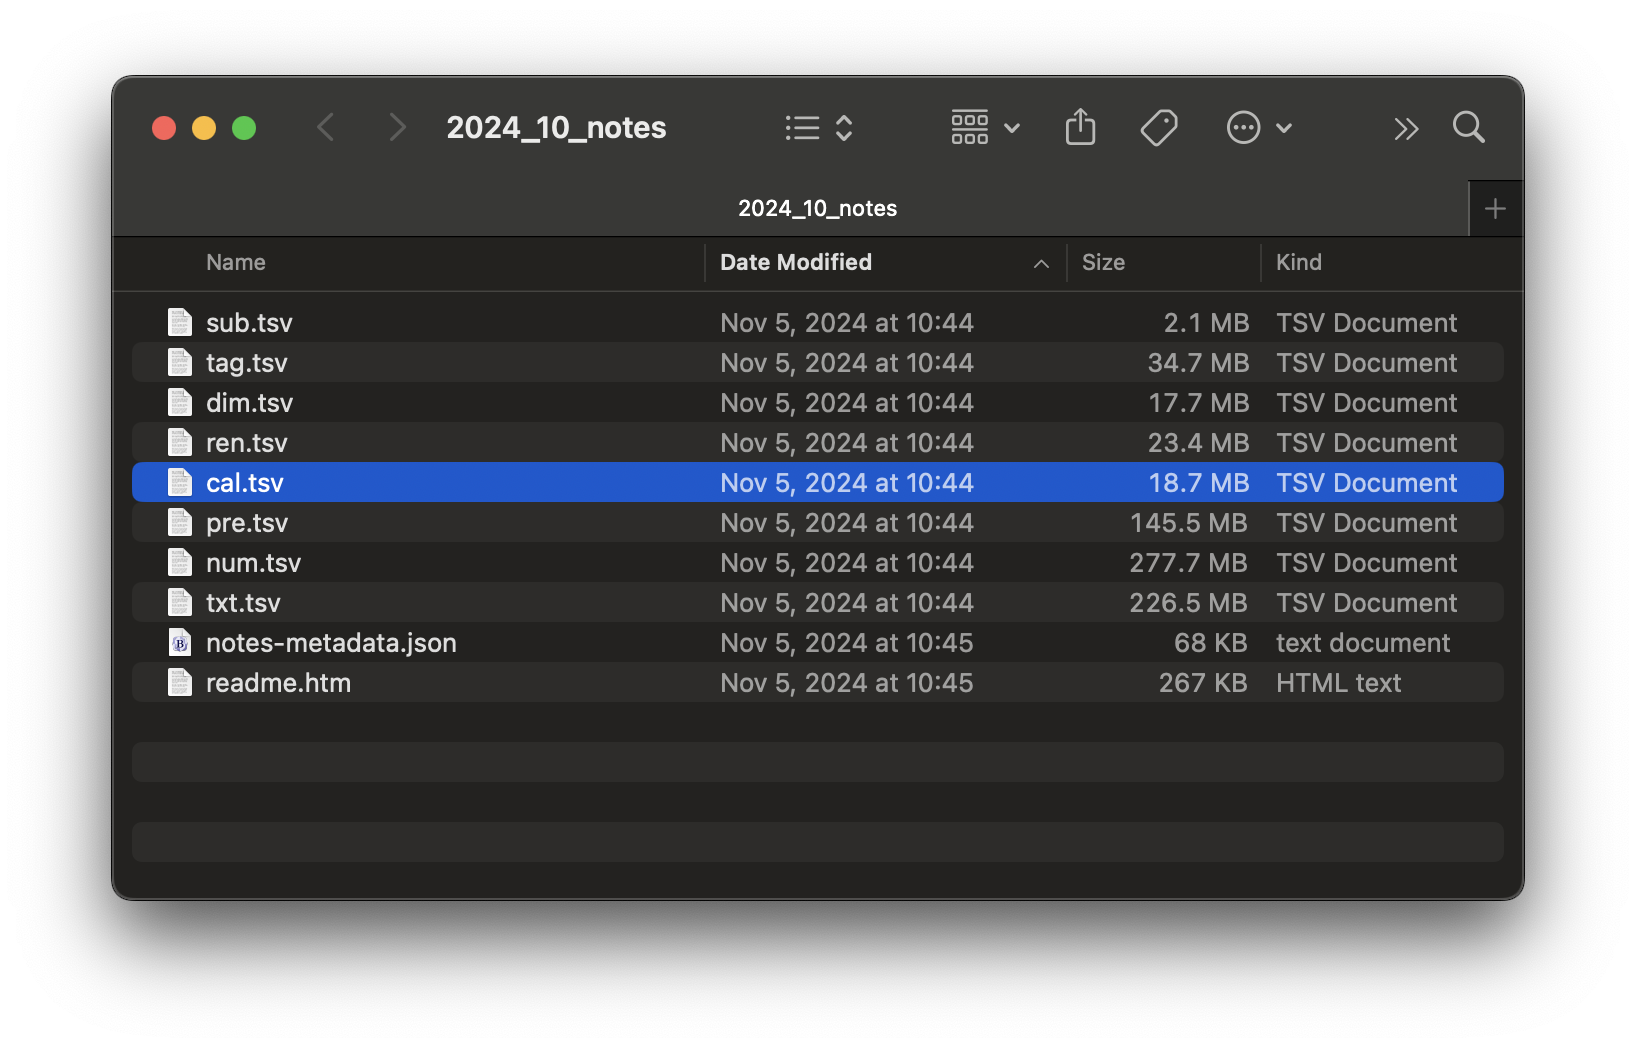 2024_10_notes
2024_10_notes
Name Date Modified Size Kind
sub.tsv Nov 5, 2024 at 10:44 2.1 MB TSV Document
tag.tsv Nov 5, 2024 at 10:44 34.7 MB TSV Document
dim.tsv Nov 5, 2024 at 10:44 17.7 MB TSV Document
ren.tsv Nov 5, 2024 at 10:44 23.4 MB TSV Document
cal.tsv Nov 5, 2024 at 10:44 18.7 MB TSV Document
pre.tsv Nov 5, 2024 at 10:44 145.5 MB TSV Document
num.tsv Nov 5, 2024 at 10:44 277.7 MB TSV Document
txt.tsv Nov 5, 2024 at 10:44 226.5 MB TSV Document
notes-metadata.json Nov 5, 2024 at 10:45 68 KB text document
readme.htm Nov 5, 2024 at 10:45 267 KB HTML text